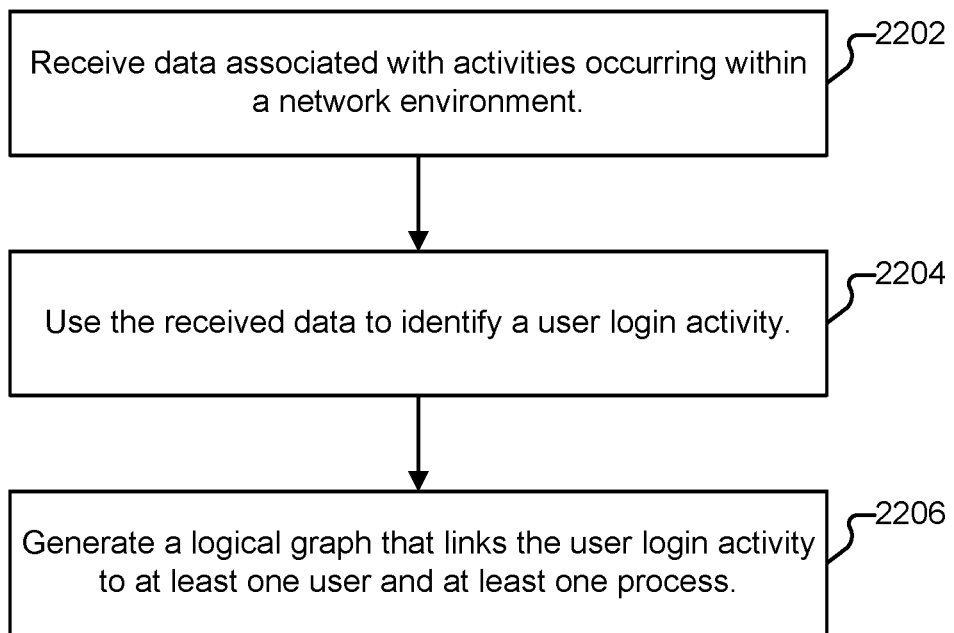 Receive data associated with activities occurring within
a network environment.
2202
Use the received data to identify a user login activity.
2204
Generate a logical graph that links the user login activity
to at least one user and at least one process.
2206